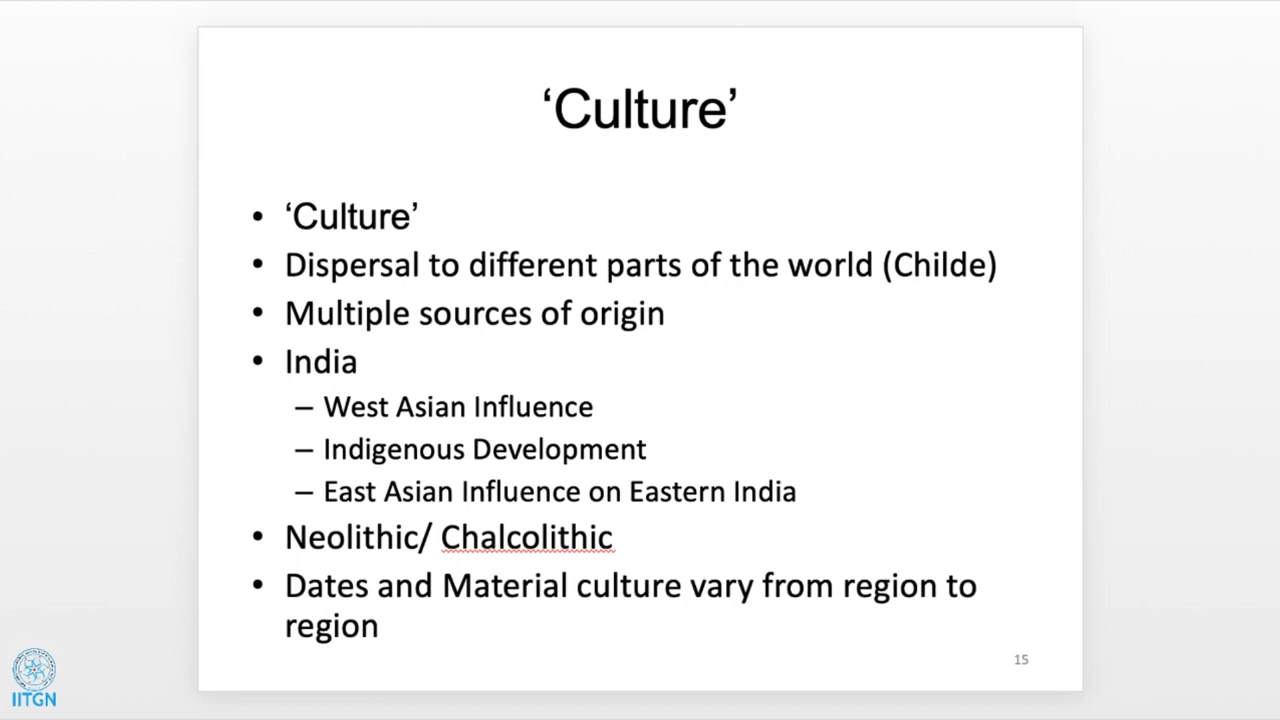 ‘Culture’
• ‘Culture’
• Dispersal to different parts of the world (Childe)
• Multiple sources of origin
• India
– West Asian Influence
– Indigenous Development
– East Asian Influence on Eastern India
• Neolithic/ Chalcolithic
• Dates and Material culture vary from region to
region
15
IITGN